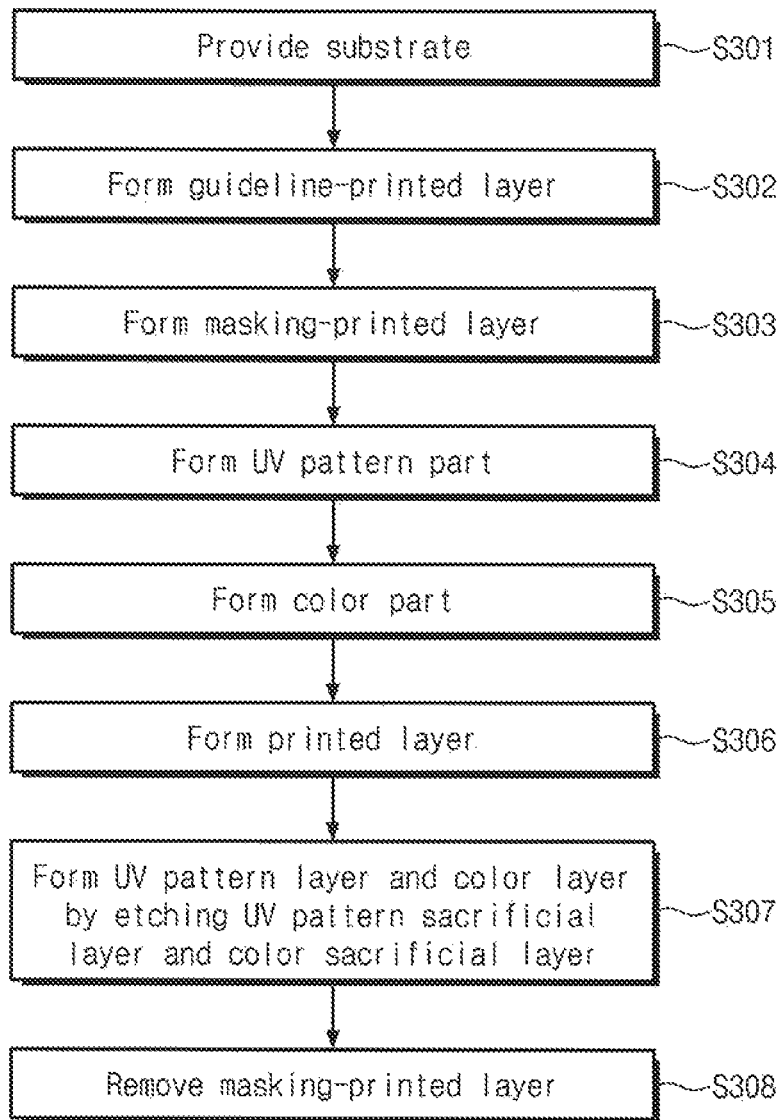 Provide substrate
S301
Form guideline-printed layer
S302
Form masking-printed layer
S303
Form UV pattern part
S304
Form color part
S305
Form printed layer
S306
Form UV pattern layer and color layer
by etching UV pattern sacrificial
layer and color sacrificial layer
S307
Remove masking-printed layer
S308